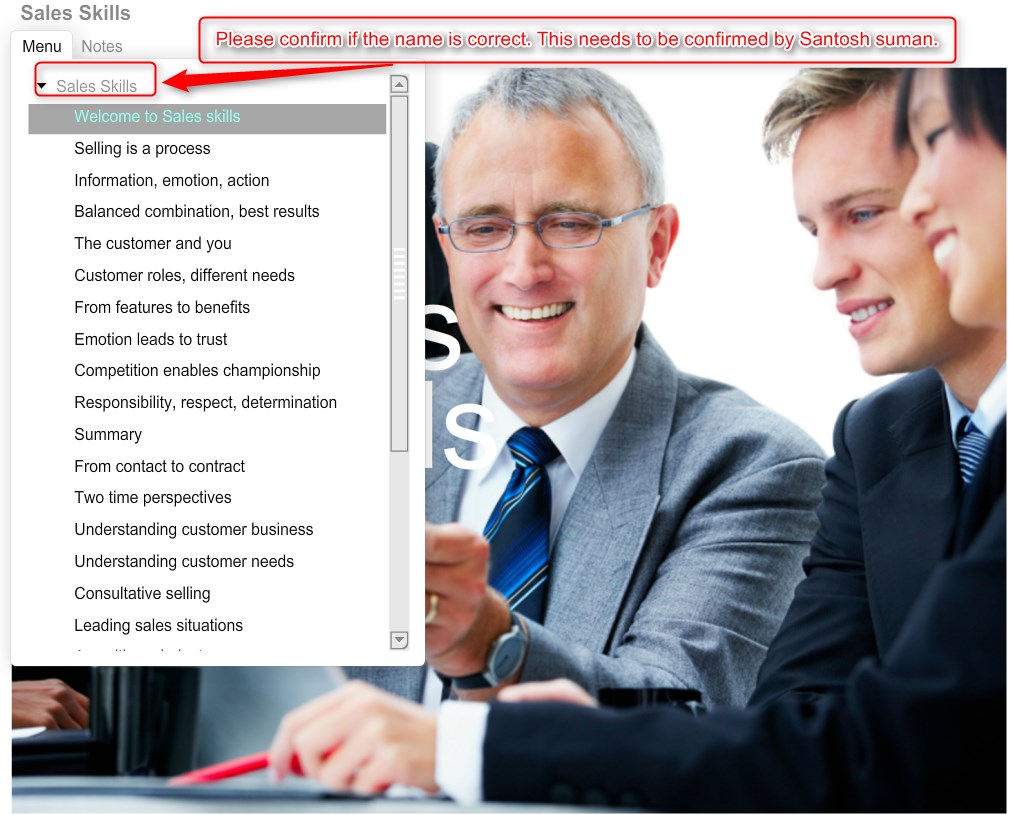 Sales Skills
Please confirm if the name is correct. This needs to be confirmed by Santosh suman.
Menu
Notes
Sales Skills
Welcome to Sales skills
Selling is a process
Information, emotion, action
Balanced combination, best results
The customer and you
Customer roles, different needs
From features to benefits
Emotion leads to trust
Competition enables championship
Responsibility, respect, determination
Summary
From contact to contract
Two time perspectives
Understanding customer business
Understanding customer needs
Consultative selling
Leading sales situations
s
ls